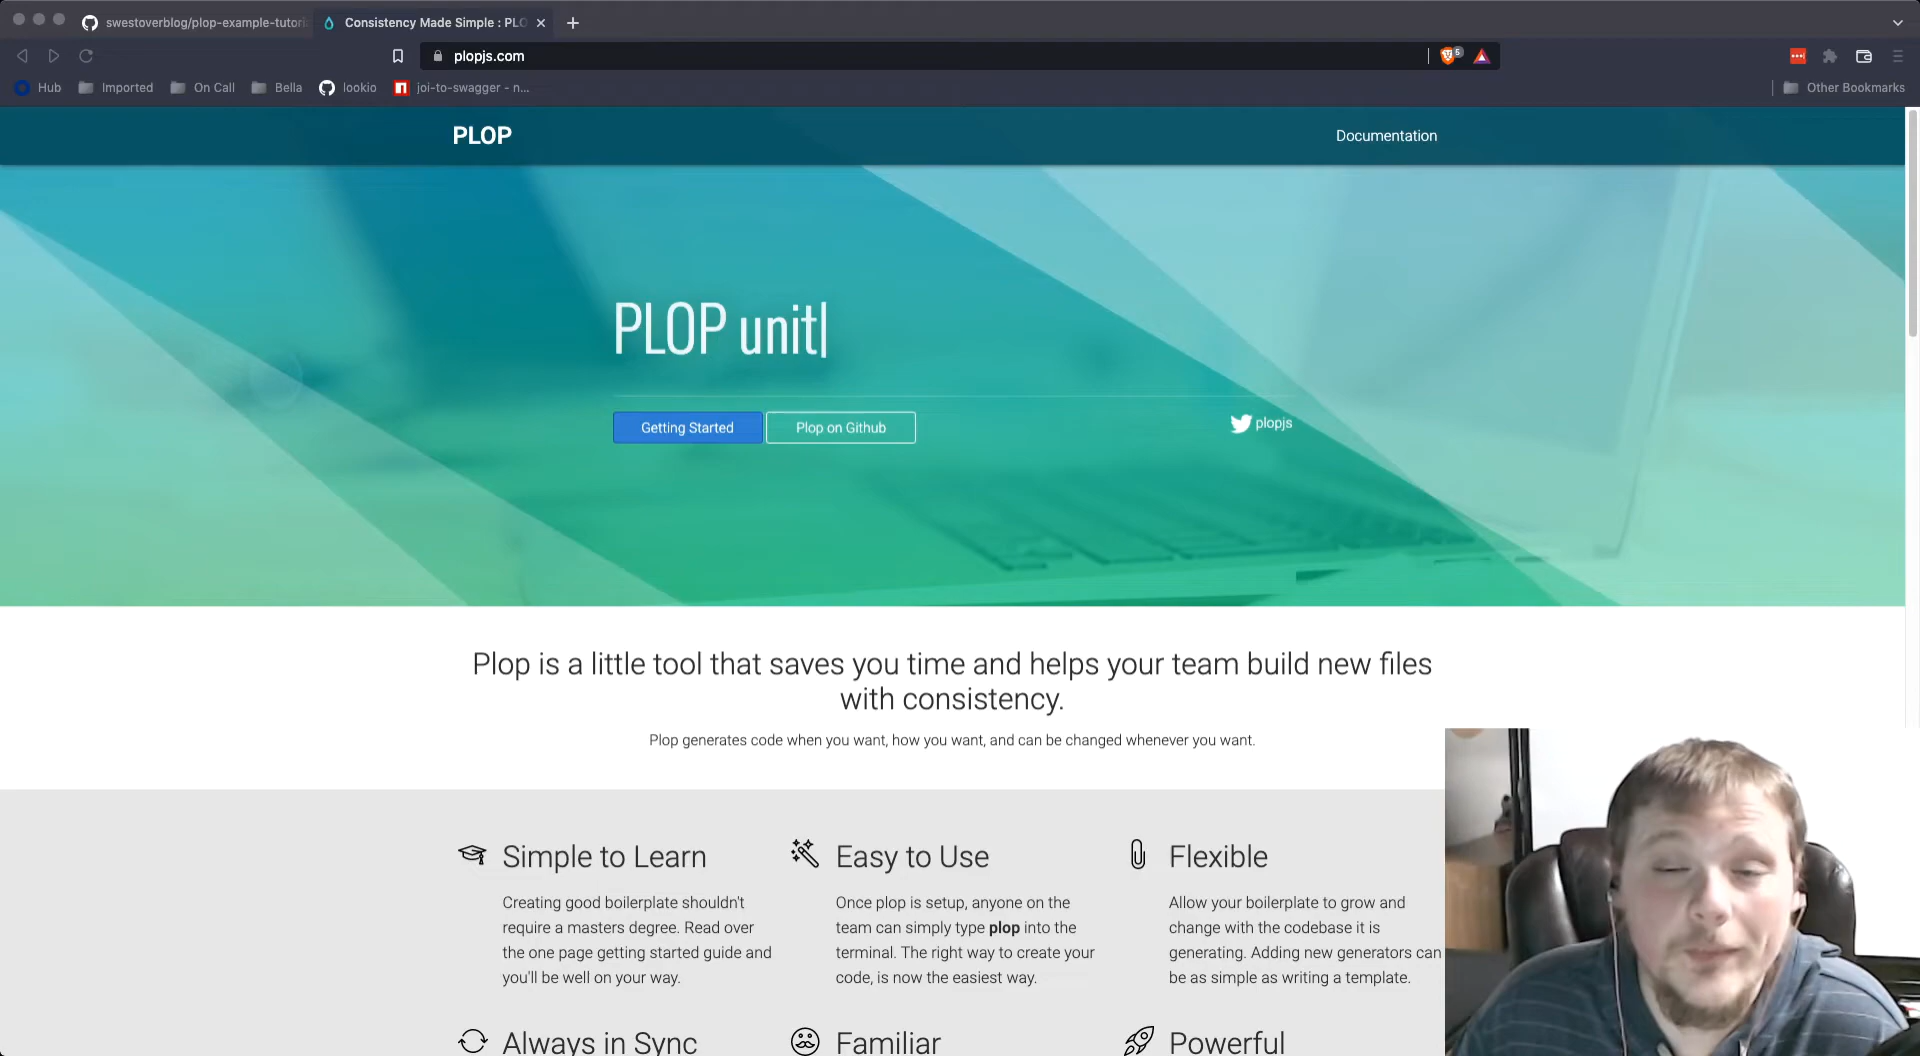 swestoverblog/plop-example-tutori
Consistency Made Simple : PLO
plopjs.com
5
Hub
Imported
On Call
Bella
lookio
joi-to-swagger - n...
Other Bookmarks
PLOP
Documentation
PLOP unit|
Getting Started
Plop on Github
plopjs
Plop is a little tool that saves you time and helps your team build new files
with consistency.
Plop generates code when you want, how you want, and can be changed whenever you want.
Simple to Learn
Creating good boilerplate shouldn't
require a masters degree. Read over
the one page getting started guide and
you'll be well on your way.
Easy to Use
Once plop is setup, anyone on the
team can simply type plop into the
terminal. The right way to create your
code, is now the easiest way.
Flexible
Allow your boilerplate to grow and
change with the codebase it is
generating. Adding new generators can
be as simple as writing a template.
Always in Sync
Familiar
Powerful